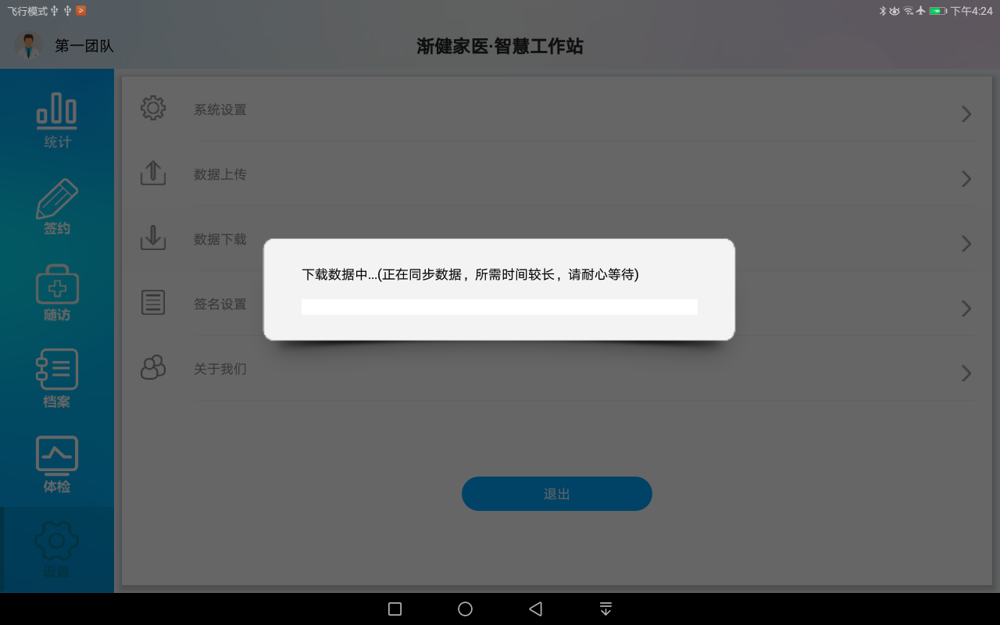 飞行模式
下午4:24
第一团队
渐健家医·智慧工作站
统计
签约
随访
档案
体检
设置
系统设置
数据上传
数据下载
签名设置
关于我们
下载数据中...(正在同步数据，所需时间较长，请耐心等待)
退出